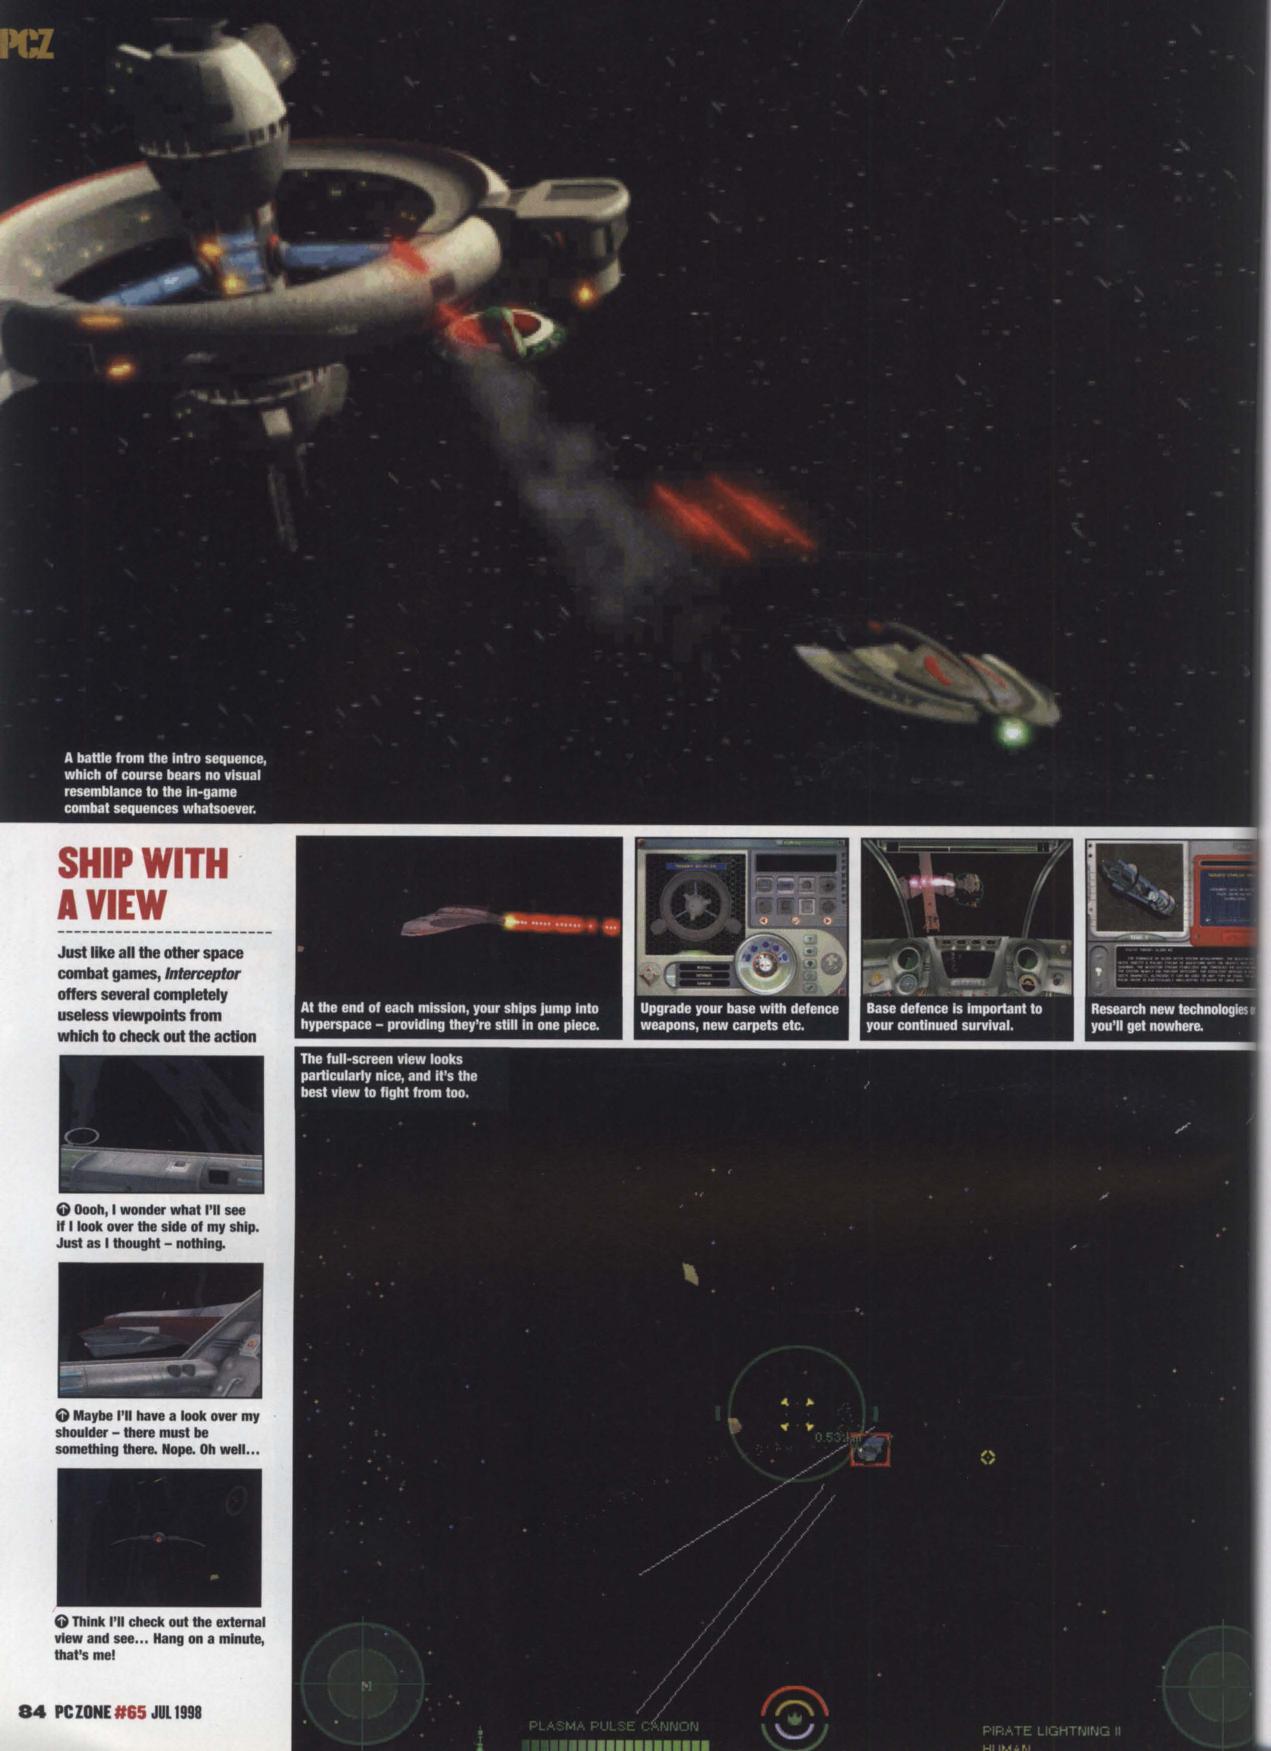 PCZ
A battle from the intro sequence,
which of course bears no visual
resemblance to the in-game
combat sequences whatsoever.
SHIP WITH
A VIEW
Just like all the other space
combat games, Interceptor
offers several completely
useless viewpoints from
which to check out the action
Oooh, I wonder what I'll see
if I look over the side of my ship.
Just as I thought – nothing.
Maybe I'll have a look over my
shoulder – there must be
something there. Nope. Oh well...
Think I'll check out the external
view and see... Hang on a minute,
that's me!
At the end of each mission, your ships jump into
hyperspace – providing they're still in one piece.
Upgrade your base with defence
weapons, new carpets etc.
Base defence is important to
your continued survival.
Research new technologies
you'll get nowhere.
The full-screen view looks
particularly nice, and it's the
best view to fight from too.
PLASMA PULSE CANNON
PIRATE LIGHTNING II
HUMAN
84 PC ZONE #65 JUL 1998